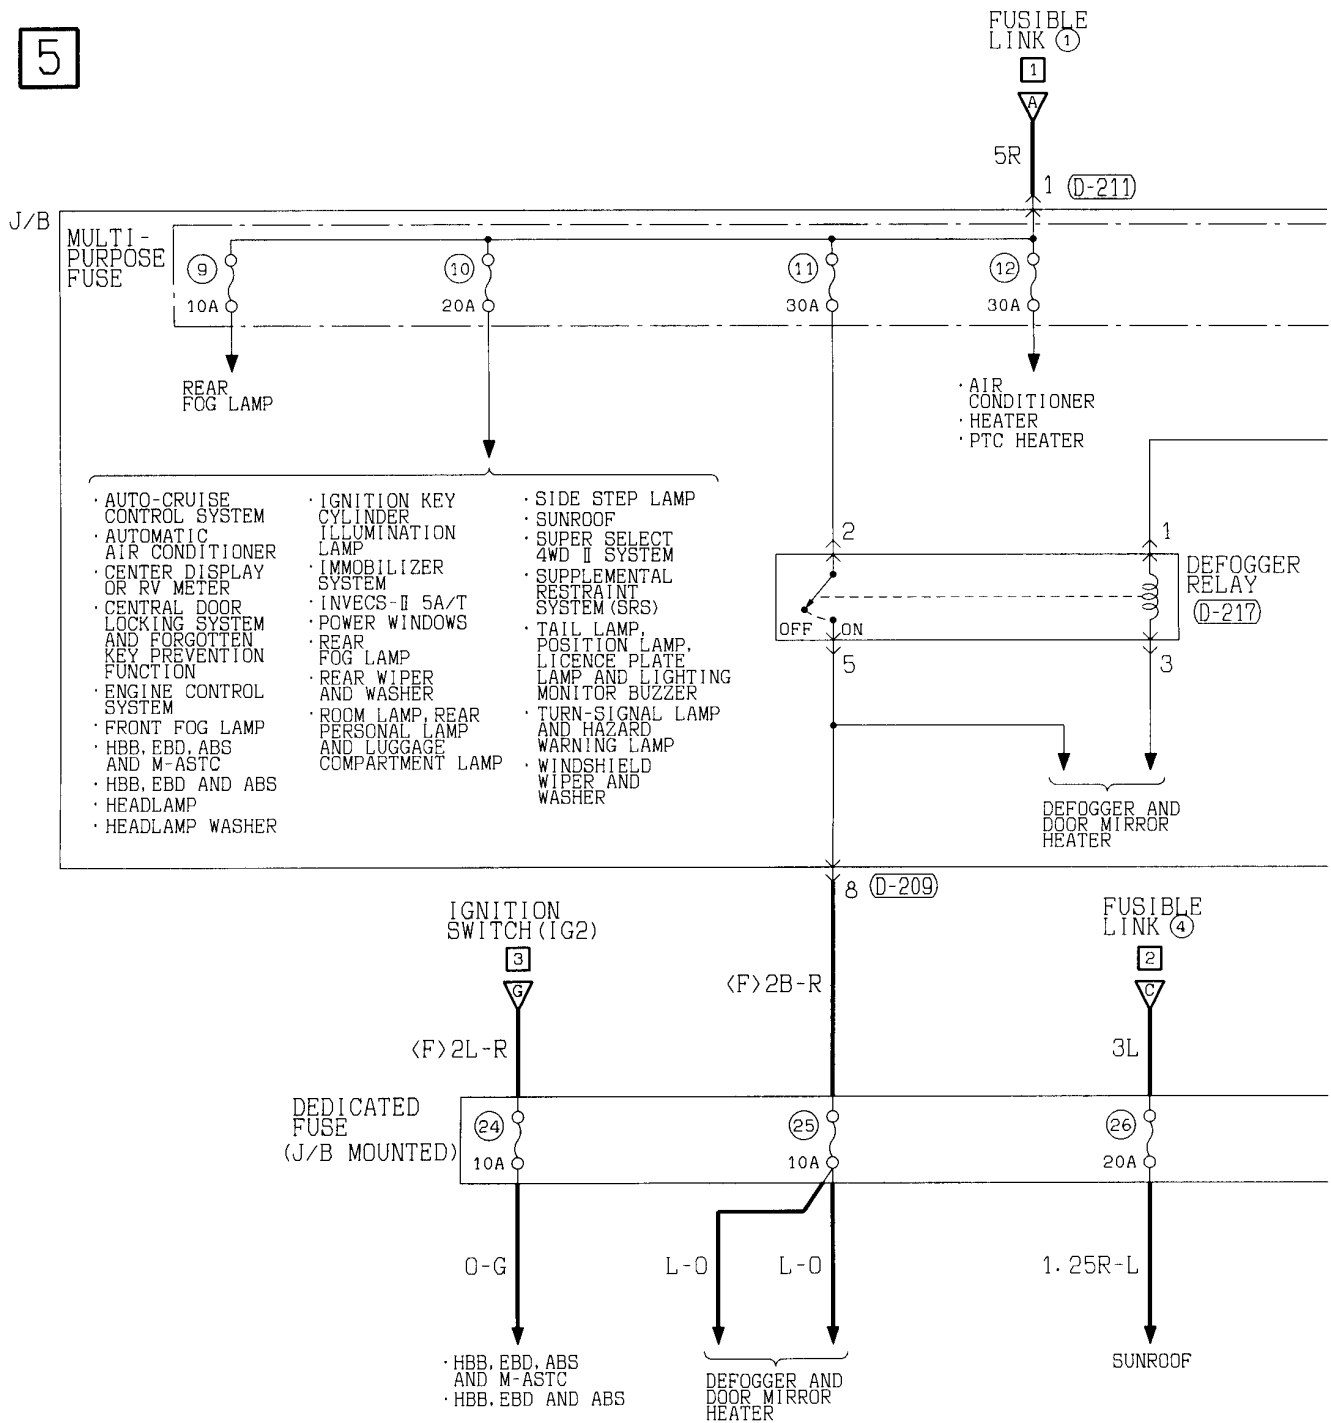 5
FUSIBLE
LINK ①
1
A
5R
1 (D-211)
J/B
MULTI-
PURPOSE
FUSE
9
10A
10
20A
11
30A
12
30A
REAR
FOG LAMP
· AIR
CONDITIONER
· HEATER
· PTC HEATER
· AUTO-CRUISE
CONTROL SYSTEM
· AUTOMATIC
AIR CONDITIONER
· CENTER DISPLAY
OR RV METER
· CENTRAL DOOR
LOCKING SYSTEM
AND FORGOTTEN
KEY PREVENTION
FUNCTION
· ENGINE CONTROL
SYSTEM
· FRONT FOG LAMP
· HBB, EBD, ABS
AND M-ASTC
· HBB, EBD AND ABS
· HEADLAMP
· HEADLAMP WASHER
· IGNITION KEY
CYLINDER
ILLUMINATION
LAMP
· IMMOBILIZER
SYSTEM
· INVECS-Ⅱ 5A/T
· POWER WINDOWS
· REAR
FOG LAMP
· REAR WIPER
AND WASHER
· ROOM LAMP, REAR
PERSONAL LAMP
AND LUGGAGE
COMPARTMENT LAMP
· SIDE STEP LAMP
· SUNROOF
· SUPER SELECT
4WD Ⅱ SYSTEM
· SUPPLEMENTAL
RESTRAINT
SYSTEM (SRS)
· TAIL LAMP,
POSITION LAMP,
LICENCE PLATE
LAMP AND LIGHTING
MONITOR BUZZER
· TURN-SIGNAL LAMP
AND HAZARD
WARNING LAMP
· WINDSHIELD
WIPER AND
WASHER
2
1
DEFOGGER
RELAY
(D-217)
OFF
ON
5
3
DEFOGGER AND
DOOR MIRROR
HEATER
8 (D-209)
IGNITION
SWITCH (IG2)
3
G
<F>2L-R
<F>2B-R
FUSIBLE
LINK ④
2
C
3L
DEDICATED
FUSE
(J/B MOUNTED)
24
10A
25
10A
26
20A
O-G
L-O
L-O
1.25R-L
· HBB, EBD, ABS
AND M-ASTC
· HBB, EBD AND ABS
DEFOGGER AND
DOOR MIRROR
HEATER
SUNROOF